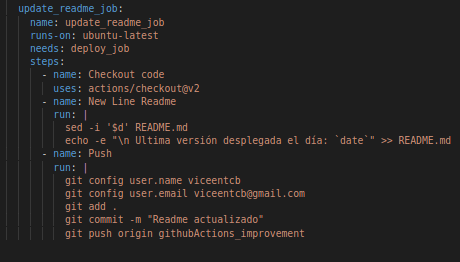 update_readme_job:
name: update_readme_job
runs-on: ubuntu-latest
needs: deploy_job
steps:
- name: Checkout code
uses: actions/checkout@v2
- name: New Line Readme
run: |
sed -i '$d' README.md
echo -e "\n Ultima versión desplegada el día: `date`" >> README.md
- name: Push
run: |
git config user.name viceentcb
git config user.email viceentcb@gmail.com
git add .
git commit -m "Readme actualizado"
git push origin githubActions_improvement